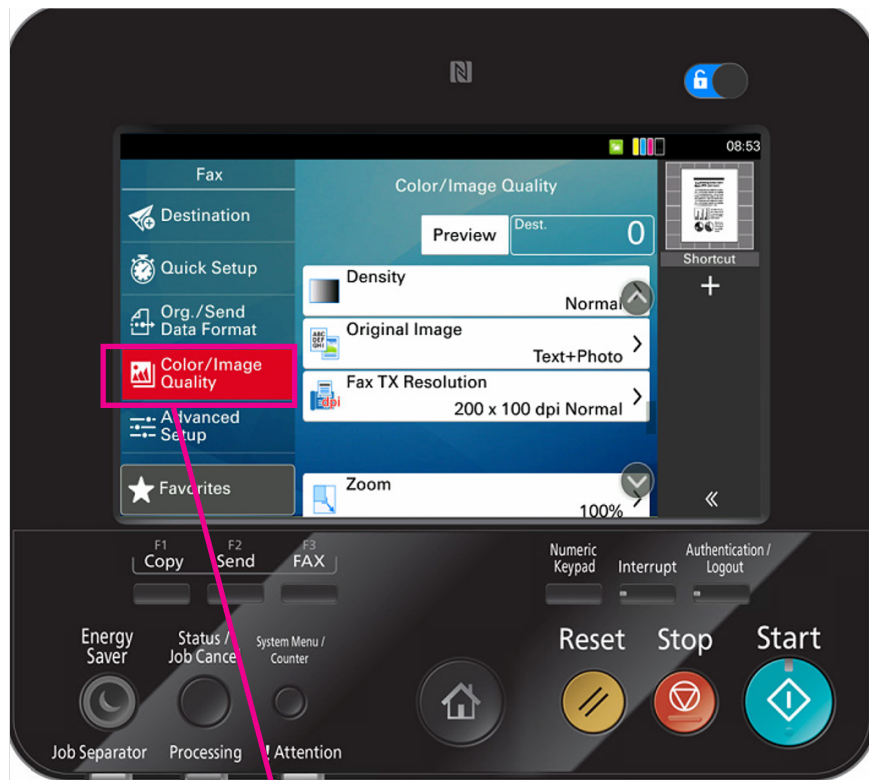 08:53
Fax
Destination
Quick Setup
Org./Send
Data Format
Color/Image
Quality
Advanced
Setup
Favorites
Color/Image Quality
Preview
Dest.
0
Density
Normal
ABC
DEF
GHI
Original Image
Text+Photo
dpi
Fax TX Resolution
200 x 100 dpi Normal
Zoom
100%
Shortcut
+
«
F1
Copy
F2
Send
F3
FAX
Numeric
Keypad
Interrupt
Authentication /
Logout
Energy
Saver
Status /
Job Cancel
System Menu /
Counter
Reset
Stop
Start
Job Separator
Processing
! Attention